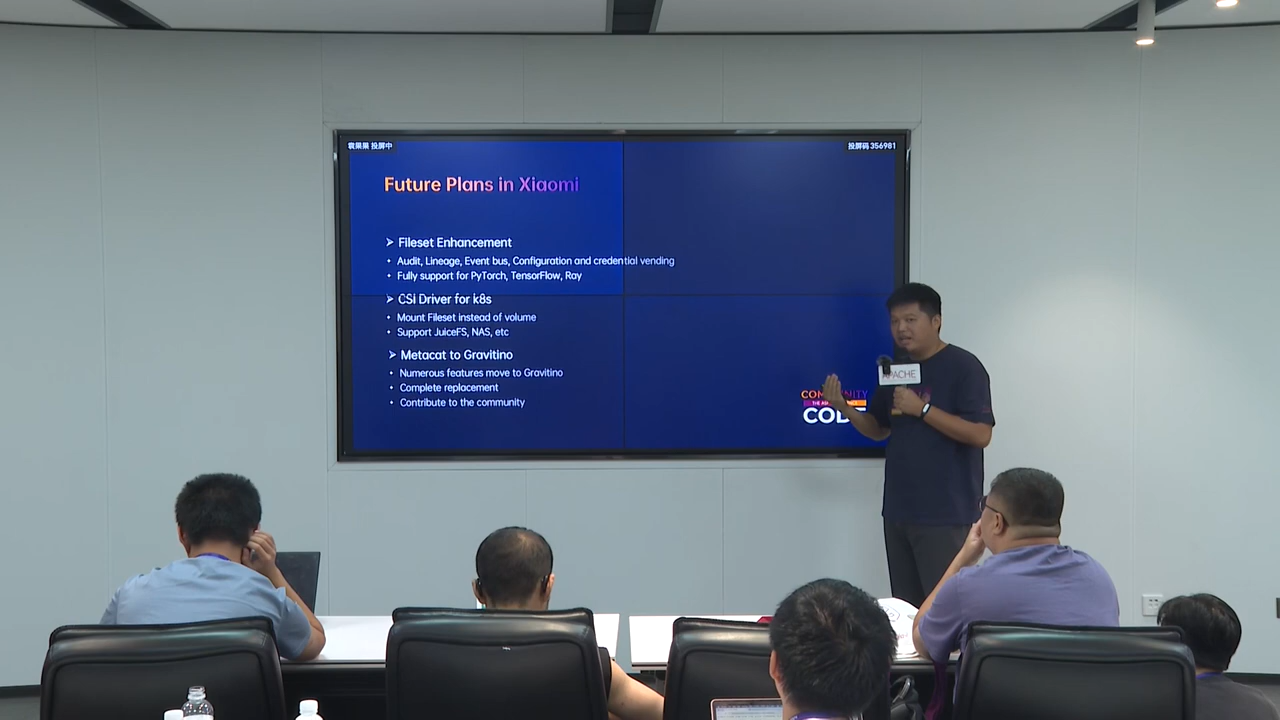 袁果果 投屏中
投屏码 356981
Future Plans in Xiaomi
➢ Fileset Enhancement
• Audit, Lineage, Event bus, Configuration and credential vending
• Fully support for PyTorch, TensorFlow, Ray
➢ CSi Driver for k8s
• Mount Fileset instead of volume
• Support JuiceFS, NAS, etc
➢ Metacat to Gravitino
• Numerous features move to Gravitino
• Complete replacement
• Contribute to the community
APACHE
COMMUNITY
CODE